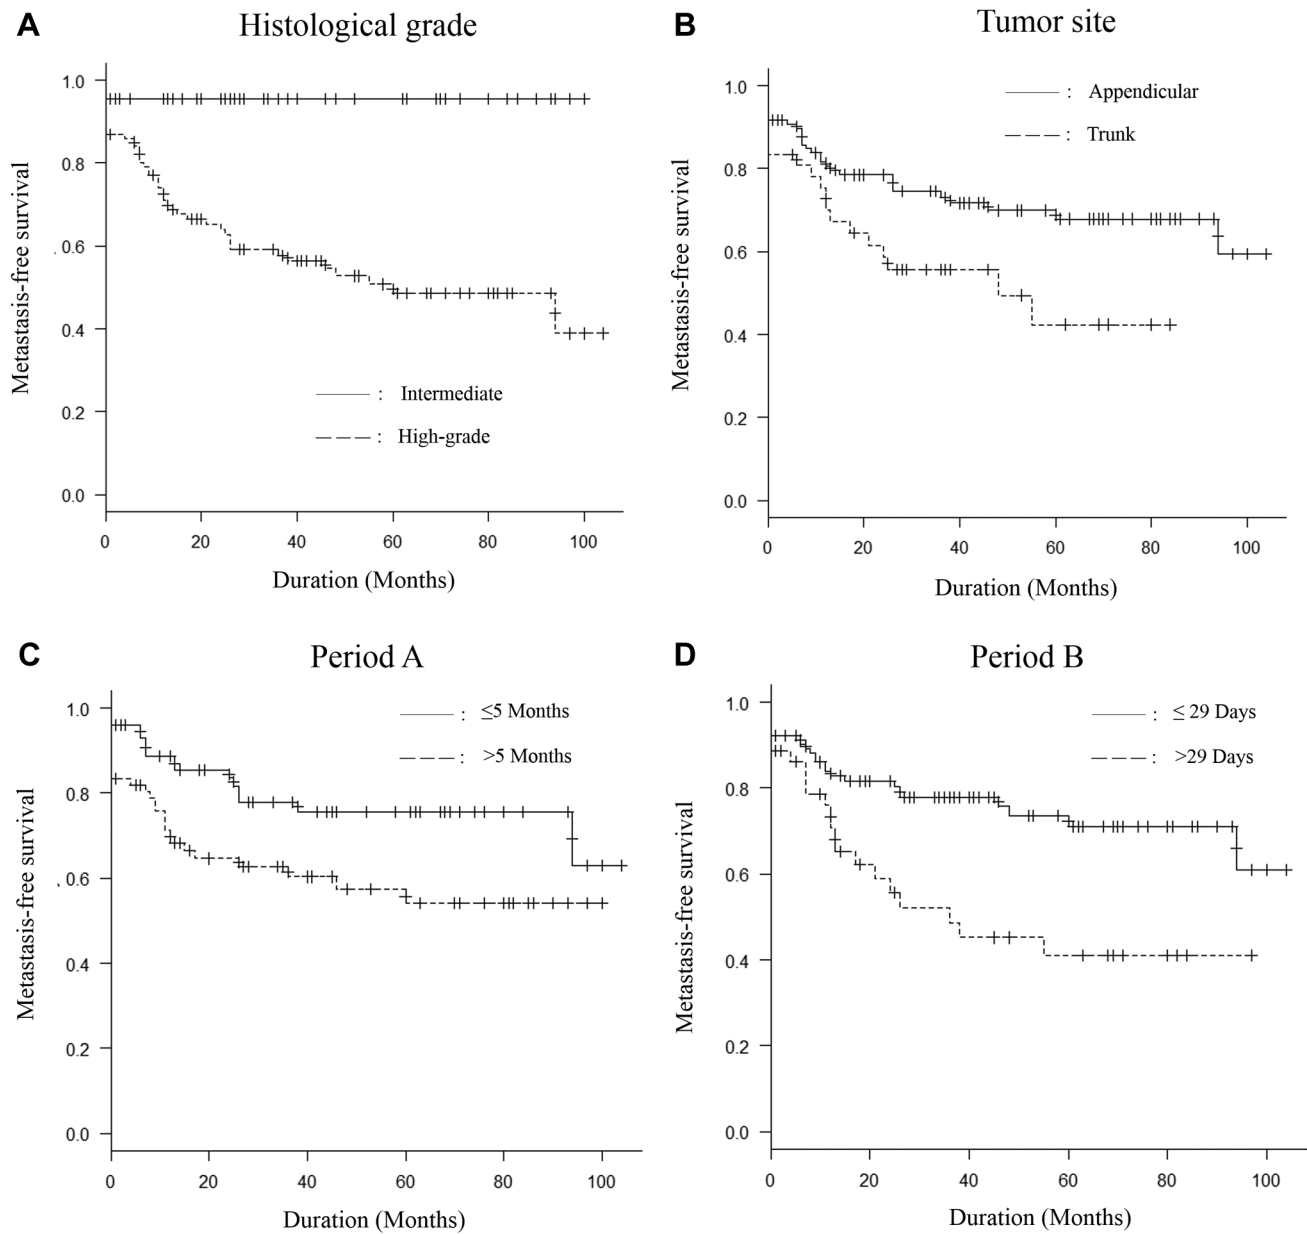 A
Histological grade
Metastasis-free survival
1.0
0.8
0.6
0.4
0.2
0.0
: Intermediate
: High-grade
0 20 40 60 80 100
Duration (Months)
B
Tumor site
Metastasis-free survival
1.0
0.8
0.6
0.4
0.2
0.0
: Appendicular
: Trunk
0 20 40 60 80 100
Duration (Months)
C
Period A
Metastasis-free survival
1.0
0.8
0.6
0.4
0.2
0.0
: ≤5 Months
: >5 Months
0 20 40 60 80 100
Duration (Months)
D
Period B
Metastasis-free survival
1.0
0.8
0.6
0.4
0.2
0.0
: ≤ 29 Days
: >29 Days
0 20 40 60 80 100
Duration (Months)